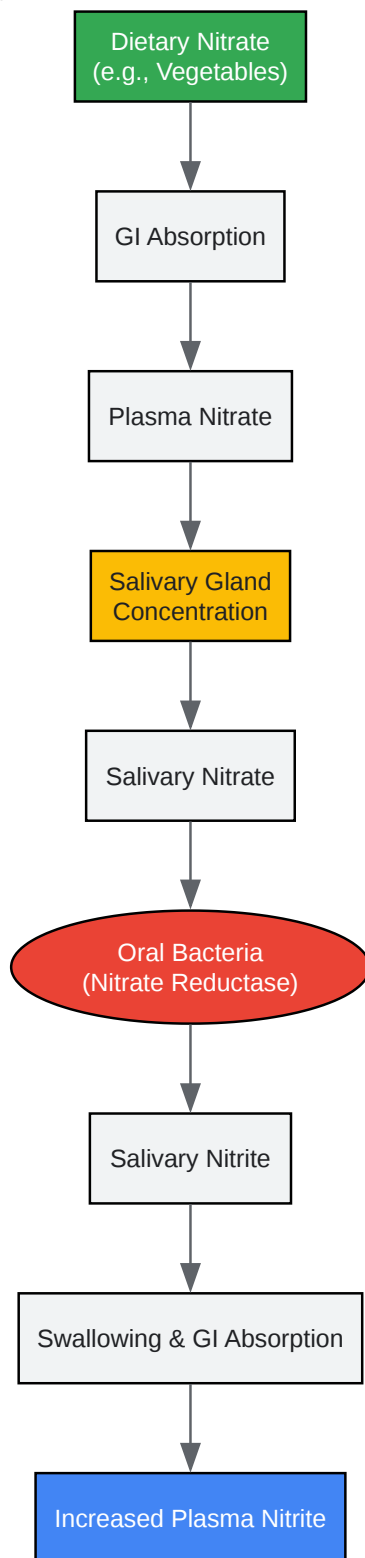 Dietary Nitrate
(e.g., Vegetables)
GI Absorption
Plasma Nitrate
Salivary Gland
Concentration
Salivary Nitrate
Oral Bacteria
(Nitrate Reductase)
Salivary Nitrite
Swallowing & GI Absorption
Increased Plasma Nitrite